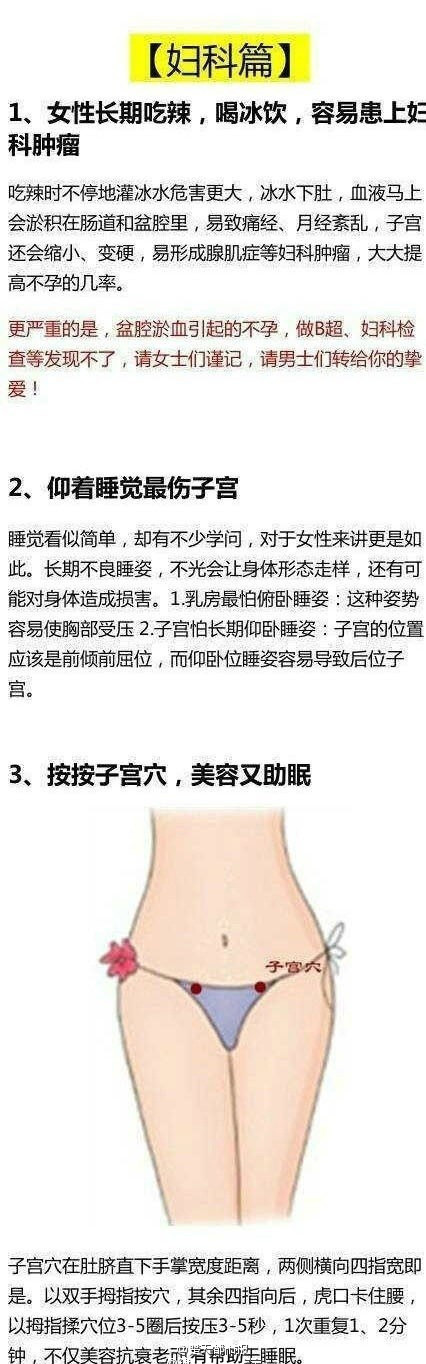 【妇科篇】
1、女性长期吃辣，喝冰饮，容易患上妇
科肿瘤
吃辣时不停地灌冰水危害更大，冰水下肚，血液马上
会淤积在肠道和盆腔里，易致痛经、月经紊乱，子宫
还会缩小、变硬，易形成腺肌症等妇科肿瘤，大大提
高不孕的几率。
更严重的是，盆腔淤血引起的不孕，做B超、妇科检
查等发现不了，请女士们谨记，请男士们转给你的挚
爱！
2、仰着睡觉最伤子宫
睡觉看似简单，却有不少学问，对于女性来讲更是如
此。长期不良睡姿，不光会让身体形态走样，还有可
能对身体造成损害。1.乳房最怕俯卧睡姿：这种姿势
容易使胸部受压 2.子宫怕长期仰卧睡姿：子宫的位置
应该是前倾前屈位，而仰卧位睡姿容易导致后位子
宫。
3、按按子宫穴，美容又助眠
子宫穴
子宫穴在肚脐直下手掌宽度距离，两侧横向四指宽即
是。以双手拇指按穴，其余四指向后，虎口卡住腰，
以拇指揉穴位3-5圈后按压3-5秒，1次重复1、2分
钟，不仅美容抗衰老还有帮助于睡眠。